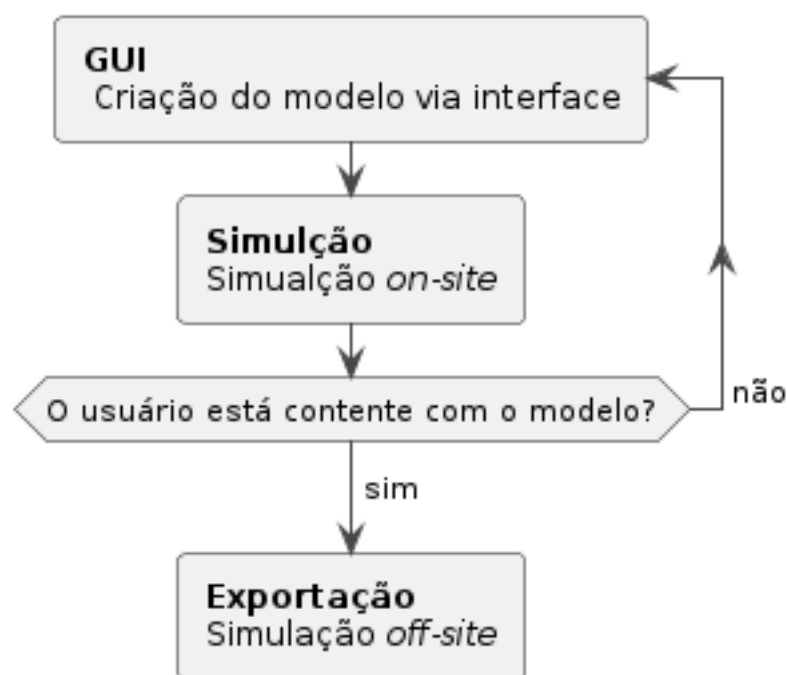 GUI
Criação do modelo via interface
Simulção
Simualção on-site
O usuário está contente com o modelo?
não
sim
Exportação
Simulação off-site